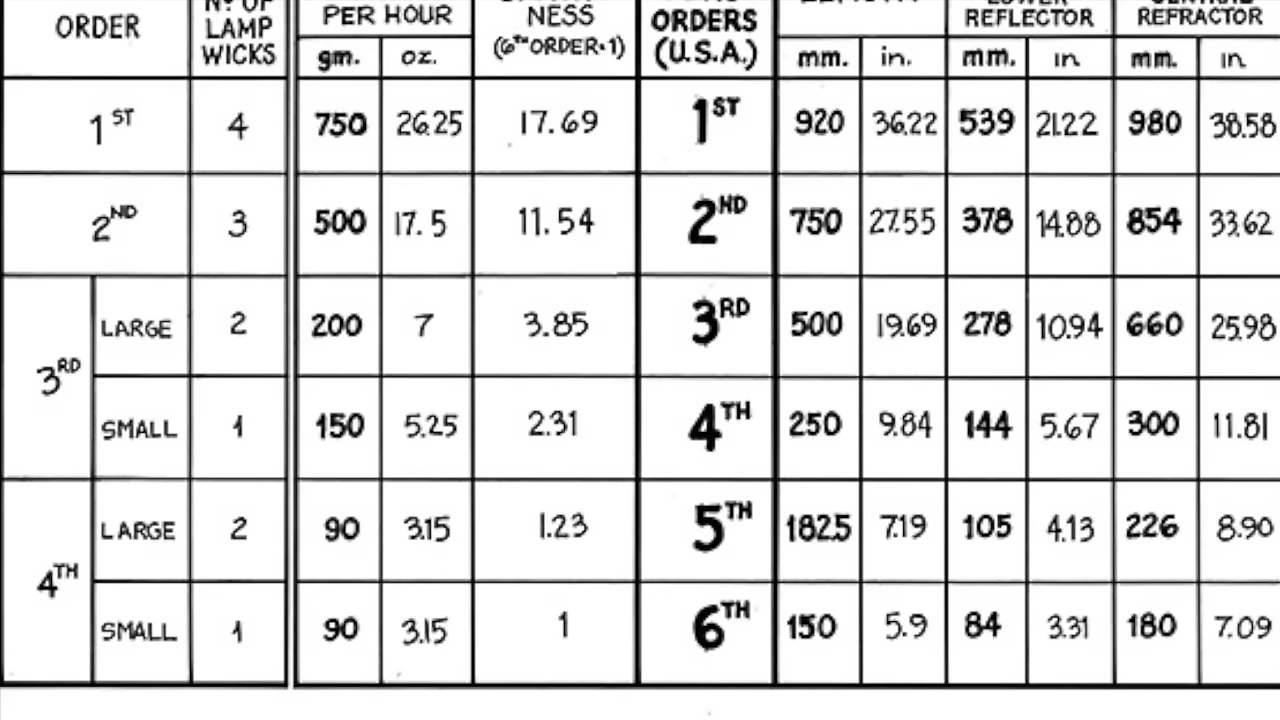 ORDER Nº OF LAMP WICKS PER HOUR gm. oz. NESS (6TH ORDER·1) ORDERS (U.S.A.) mm. in. REFLECTOR mm. in REFRACTOR mm. in
1ST 4 750 26.25 17.69 1ST 920 36.22 539 21.22 980 38.58
2ND 3 500 17.5 11.54 2ND 750 27.55 378 14.88 854 33.62
3RD LARGE 2 200 7 3.85 3RD 500 19.69 278 10.94 660 25.98
SMALL 1 150 5.25 2.31 4TH 250 9.84 144 5.67 300 11.81
4TH LARGE 2 90 3.15 1.23 5TH 182.5 7.19 105 4.13 226 8.90
SMALL 1 90 3.15 1 6TH 150 5.9 84 3.31 180 7.09